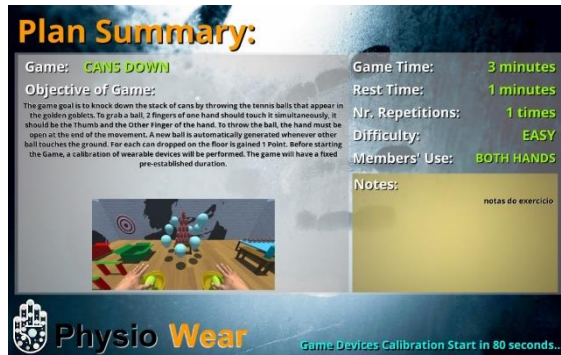 Plan Summary:
Game: CANS DOWN
Objective of Game:
The game goal is to knock down the stack of cans by throwing the tennis balls that appear in
the golden goblets. To grab a ball, 2 fingers of one hand should touch it simultaneously, it
should be the Thumb and the Other Finger of the hand. To throw the ball, the hand must be
open at the end of the movement. A new ball is automatically generated whenever other
ball touches the ground. For each can dropped on the floor is gained 1 Point. Before starting
the Game, a calibration of wearable devices will be performed. The game will have a fixed
pre-established duration.
Game Time: 3 minutes
Rest Time: 1 minutes
Nr. Repetitions: 1 times
Difficulty: EASY
Members' Use: BOTH HANDS
Notes:
notas do exercicio
Physio Wear
Game Devices Calibration Start in 80 seconds..